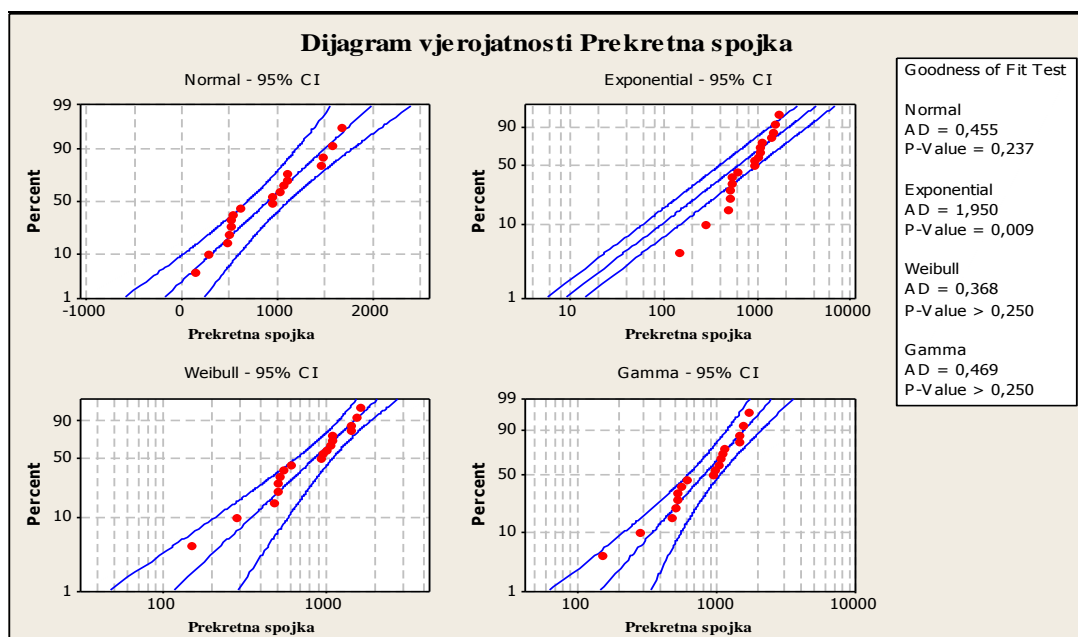 Dijagram vjerojatnosti Prekretna spojka
Normal - 95% CI
Percent
99
90
50
10
1
-1000
0
1000
2000
Prekretna spojka
Exponential - 95% CI
Percent
90
50
10
1
10
100
1000
10000
Prekretna spojka
Weibull - 95% CI
Percent
90
50
10
1
100
1000
Prekretna spojka
Gamma - 95% CI
Percent
99
90
50
10
1
100
1000
10000
Prekretna spojka
Goodness of Fit Test
Normal
AD = 0,455
P-Value = 0,237
Exponential
AD = 1,950
P-Value = 0,009
Weibull
AD = 0,368
P-Value > 0,250
Gamma
AD = 0,469
P-Value > 0,250